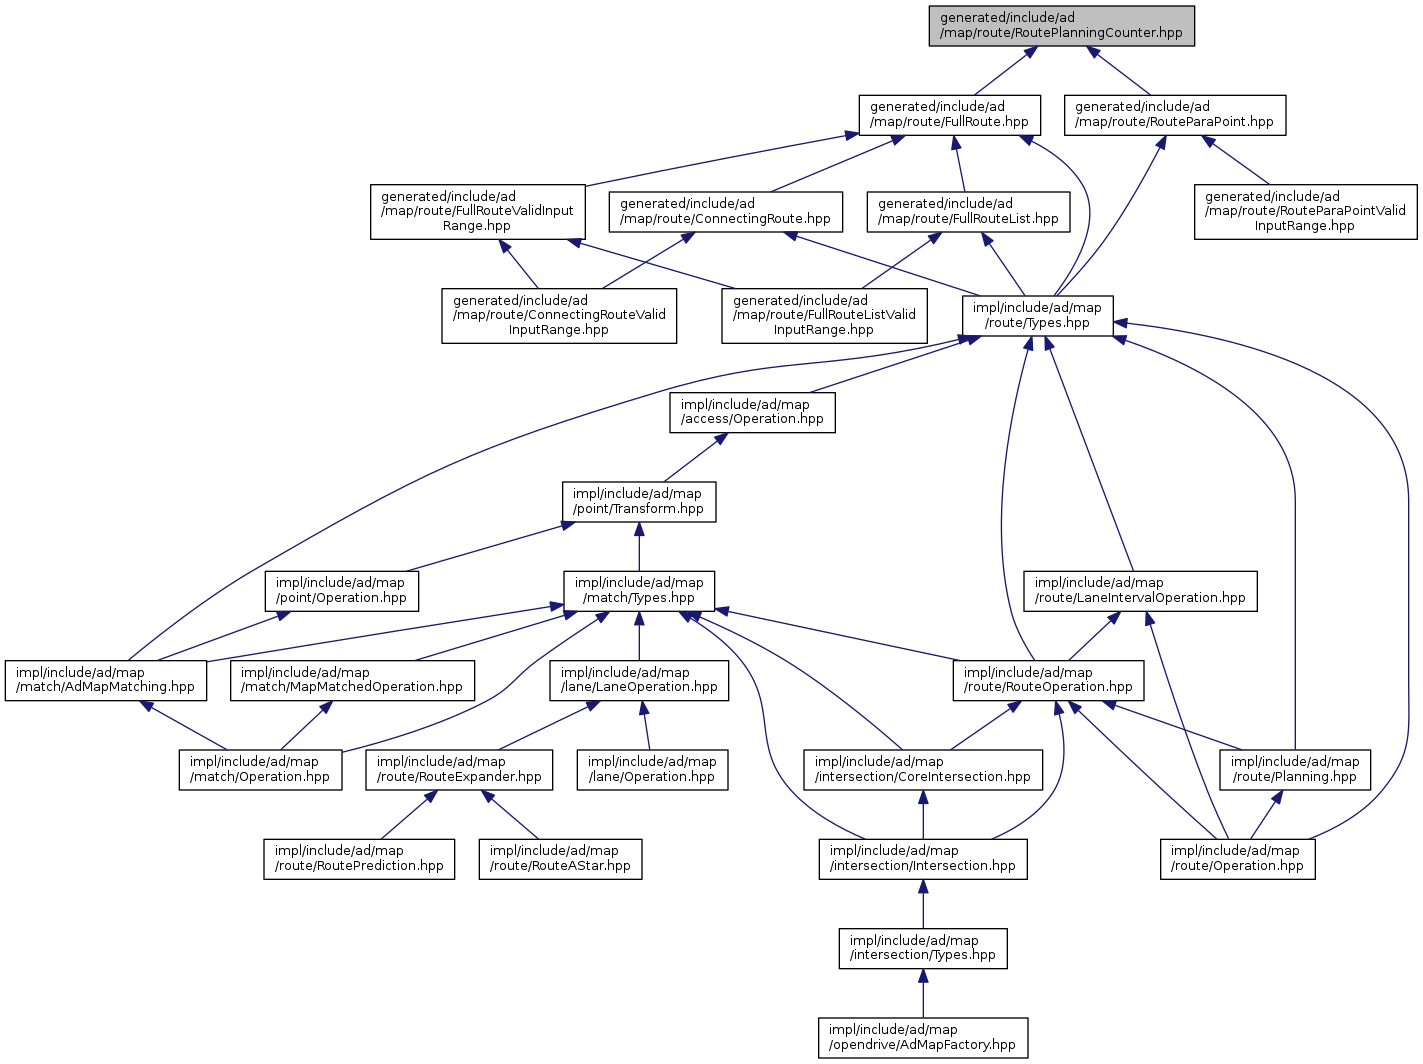 generated/include/ad
/map/route/RoutePlanningCounter.hpp
generated/include/ad
/map/route/FullRoute.hpp
generated/include/ad
/map/route/RouteParaPoint.hpp
generated/include/ad
/map/route/FullRouteValidInput
Range.hpp
generated/include/ad
/map/route/ConnectingRoute.hpp
generated/include/ad
/map/route/FullRouteList.hpp
generated/include/ad
/map/route/RouteParaPointValid
InputRange.hpp
generated/include/ad
/map/route/ConnectingRouteValid
InputRange.hpp
generated/include/ad
/map/route/FullRouteListValid
InputRange.hpp
impl/include/ad/map
/route/Types.hpp
impl/include/ad/map
/access/Operation.hpp
impl/include/ad/map
/point/Transform.hpp
impl/include/ad/map
/point/Operation.hpp
impl/include/ad/map
/match/Types.hpp
impl/include/ad/map
/route/LaneIntervalOperation.hpp
impl/include/ad/map
/match/AdMapMatching.hpp
impl/include/ad/map
/match/MapMatchedOperation.hpp
impl/include/ad/map
/lane/LaneOperation.hpp
impl/include/ad/map
/route/RouteOperation.hpp
impl/include/ad/map
/match/Operation.hpp
impl/include/ad/map
/route/RouteExpander.hpp
impl/include/ad/map
/lane/Operation.hpp
impl/include/ad/map
/intersection/CoreIntersection.hpp
impl/include/ad/map
/route/Planning.hpp
impl/include/ad/map
/route/RoutePrediction.hpp
impl/include/ad/map
/route/RouteAStar.hpp
impl/include/ad/map
/intersection/Intersection.hpp
impl/include/ad/map
/route/Operation.hpp
impl/include/ad/map
/intersection/Types.hpp
impl/include/ad/map
/opendrive/AdMapFactory.hpp